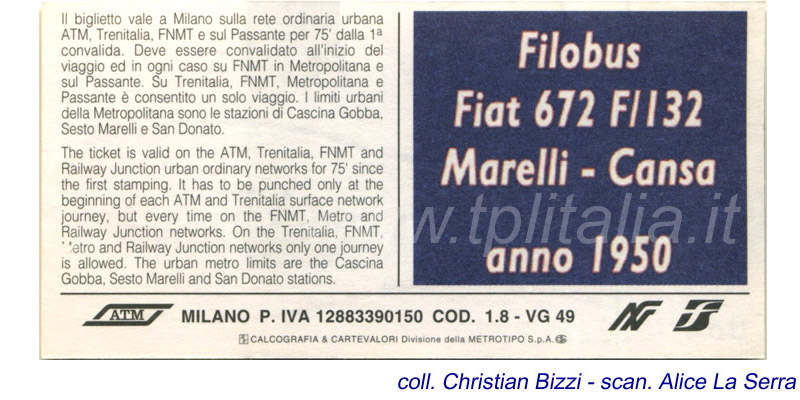 Il biglietto vale a Milano sulla rete ordinaria urbana
ATM, Trenitalia, FNMT e sul Passante per 75' dalla 1ª
convalida. Deve essere convalidato all'inizio del
viaggio ed in ogni caso su FNMT in Metropolitana e
sul Passante. Su Trenitalia, FNMT, Metropolitana e
Passante è consentito un solo viaggio. I limiti urbani
della Metropolitana sono le stazioni di Cascina Gobba,
Sesto Marelli e San Donato.
The ticket is valid on the ATM, Trenitalia, FNMT and
Railway Junction urban ordinary networks for 75' since
the first stamping. It has to be punched only at the
beginning of each ATM and Trenitalia surface network
journey, but every time on the FNMT, Metro and
Railway Junction networks. On the Trenitalia, FNMT,
Metro and Railway Junction networks only one journey
is allowed. The urban metro limits are the Cascina
Gobba, Sesto Marelli and San Donato stations.
Filobus
Fiat 672 F/132
Marelli - Cansa
anno 1950
www.tplitalia.it
ATM MILANO P. IVA 12883390150 COD. 1.8 - VG 49
CALCOGRAFIA & CARTEVALORI Divisione della METROTIPO S.p.A.
coll. Christian Bizzi - scan. Alice La Serra